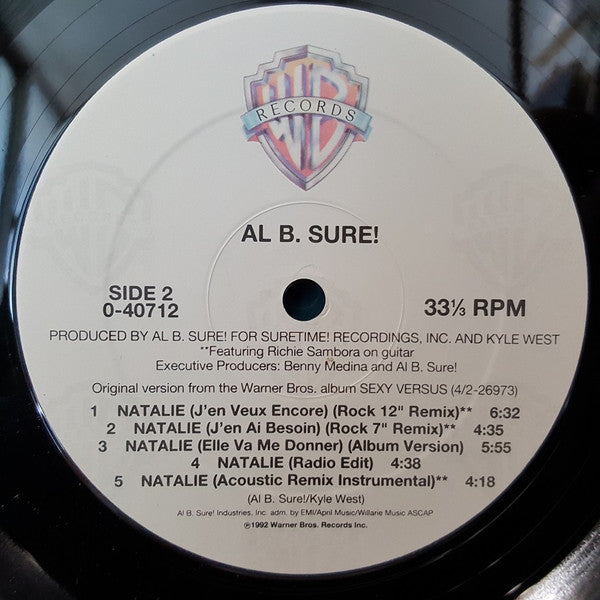 WB
RECORDS
AL B. SURE!
SIDE 2
0-40712
33⅓ RPM
PRODUCED BY AL B. SURE! FOR SURETIME! RECORDINGS, INC. AND KYLE WEST
**Featuring Richie Sambora on guitar
Executive Producers: Benny Medina and Al B. Sure!
Original version from the Warner Bros. album SEXY VERSUS (4/2-26973)
1 NATALIE (J'en Veux Encore) (Rock 12" Remix)** 6:32
2 NATALIE (J'en Ai Besoin) (Rock 7" Remix)** 4:35
3 NATALIE (Elle Va Me Donner) (Album Version) 5:55
4 NATALIE (Radio Edit) 4:38
5 NATALIE (Acoustic Remix Instrumental)** 4:18
(Al B. Sure!/Kyle West)
Al B. Sure! Industries, Inc. adm. by EMI/April Music/Willarie Music ASCAP
℗1992 Warner Bros. Records Inc.